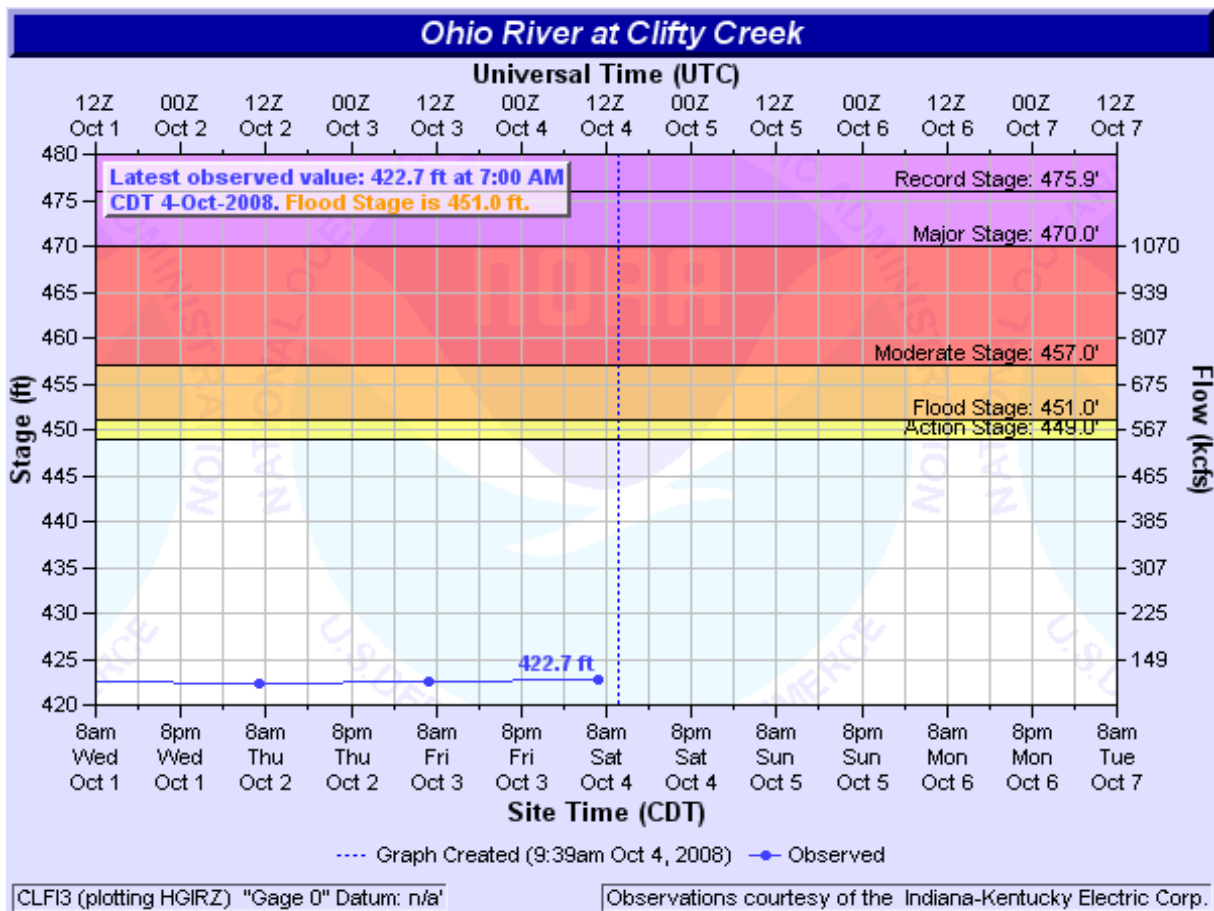 Ohio River at Clifty Creek
Universal Time (UTC)
12Z 00Z 12Z 00Z 12Z 00Z 12Z 00Z 12Z 00Z 12Z 00Z 12Z
Oct 1 Oct 2 Oct 2 Oct 3 Oct 3 Oct 4 Oct 4 Oct 5 Oct 5 Oct 6 Oct 6 Oct 7 Oct 7
Latest observed value: 422.7 ft at 7:00 AM
CDT 4-Oct-2008. Flood Stage is 451.0 ft.
Record Stage: 475.9'
Major Stage: 470.0'
Moderate Stage: 457.0'
Flood Stage: 451.0'
Action Stage: 449.0'
Stage (ft)
480
475
470
465
460
455
450
445
440
435
430
425
420
Flow (kcfs)
1070
939
807
675
567
465
385
307
225
149
NOAA
422.7 ft
8am 8pm 8am 8pm 8am 8pm 8am 8pm 8am 8pm 8am 8pm 8am
Wed Wed Thu Thu Fri Fri Sat Sat Sun Sun Mon Mon Tue
Oct 1 Oct 1 Oct 2 Oct 2 Oct 3 Oct 3 Oct 4 Oct 4 Oct 5 Oct 5 Oct 6 Oct 6 Oct 7
Site Time (CDT)
Graph Created (9:39am Oct 4, 2008) Observed
CLFI3 (plotting HGIRZ) "Gage 0" Datum: n/a'
Observations courtesy of the Indiana-Kentucky Electric Corp.